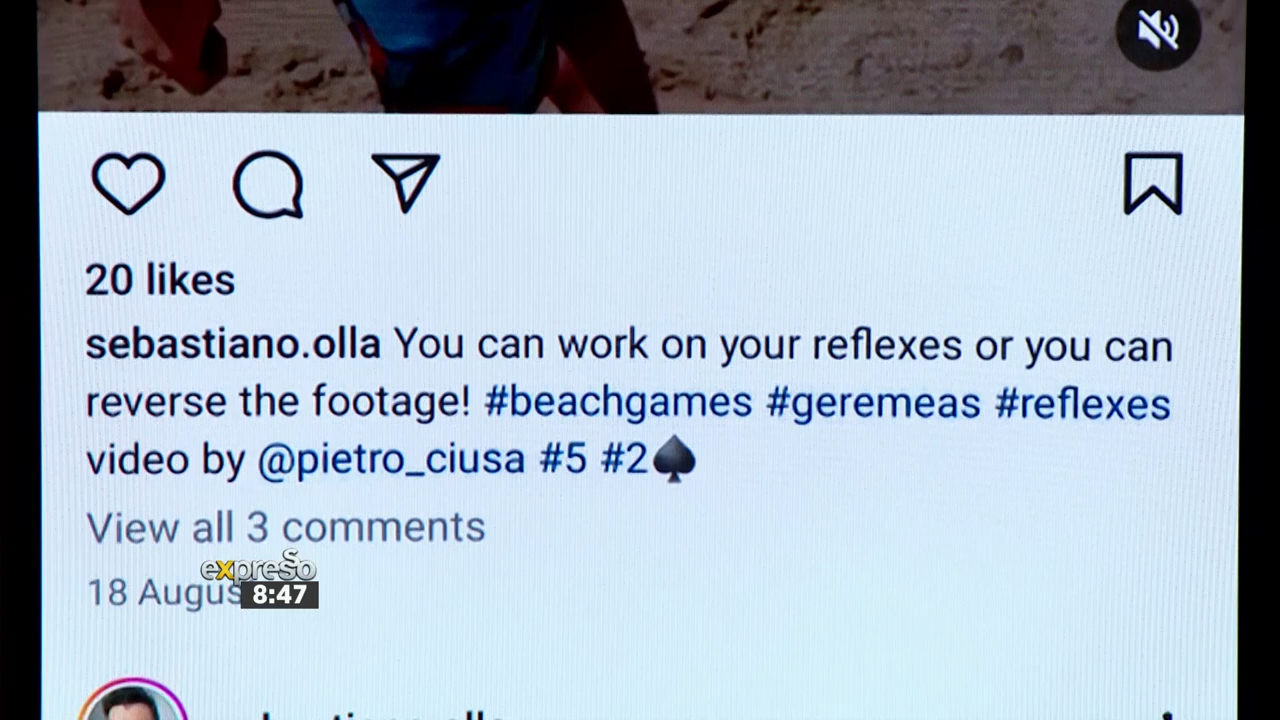 20 likes
sebastiano.olla You can work on your reflexes or you can
reverse the footage! #beachgames #geremeas #reflexes
video by @pietro_ciusa #5 #2♠️
View all 3 comments
expresso
18 Augus
8:47